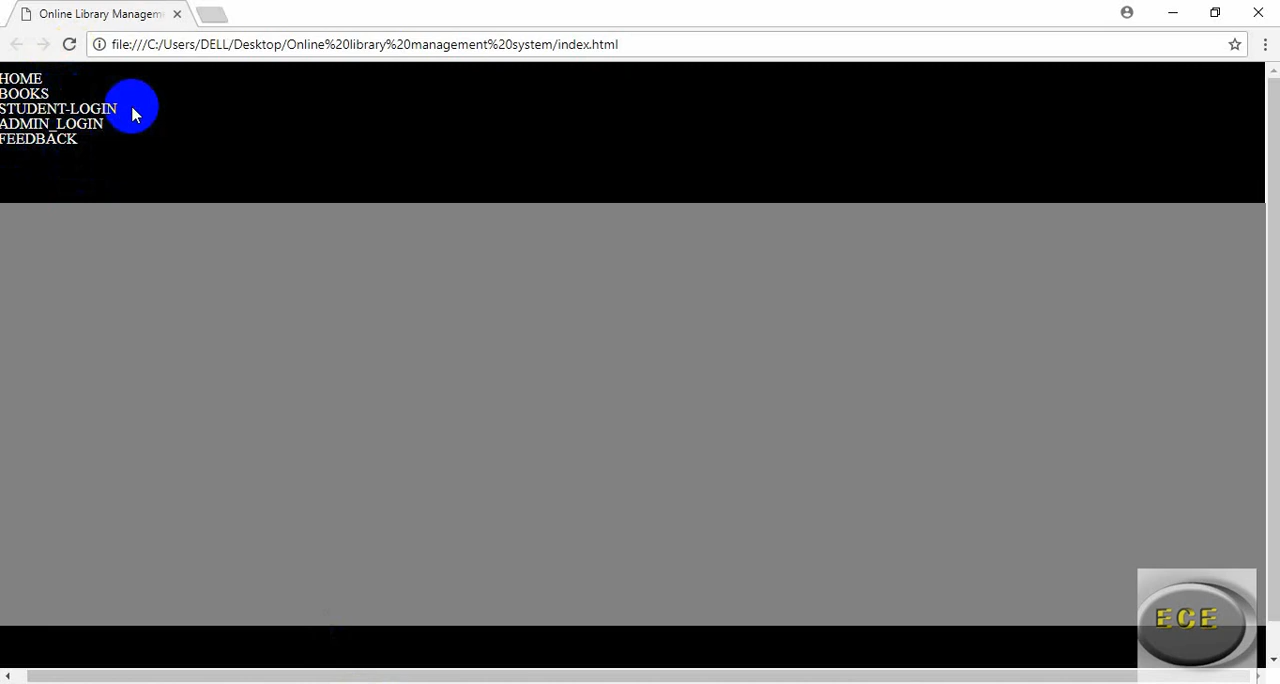 Online Library Managem
file:///C:/Users/DELL/Desktop/Online%20library%20management%20system/index.html
HOME
BOOKS
STUDENT-LOGIN
ADMIN_LOGIN
FEEDBACK
ECE